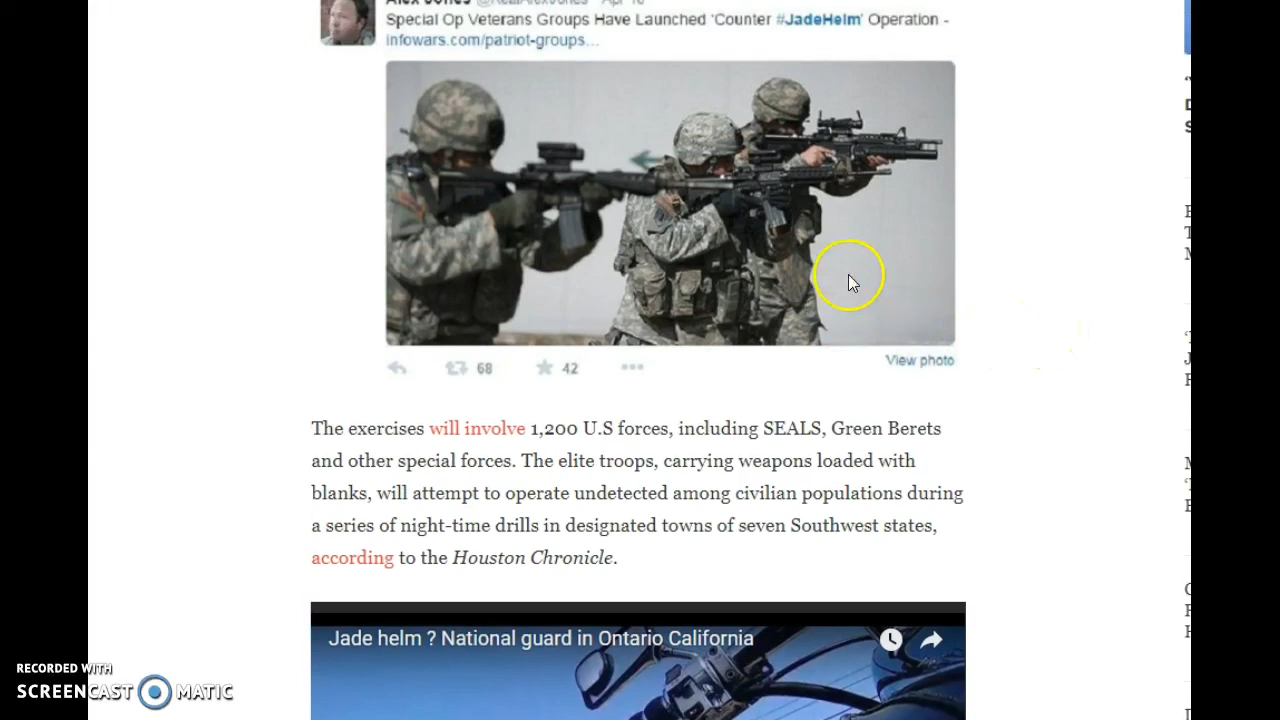 Alex Jones @RealAlexJones · Apr 16
Special Op Veterans Groups Have Launched 'Counter #JadeHelm' Operation -
infowars.com/patriot-groups...
68
42
View photo
The exercises will involve 1,200 U.S forces, including SEALS, Green Berets
and other special forces. The elite troops, carrying weapons loaded with
blanks, will attempt to operate undetected among civilian populations during
a series of night-time drills in designated towns of seven Southwest states,
according to the Houston Chronicle.
Jade helm ? National guard in Ontario California
RECORDED WITH
SCREENCAST MATIC